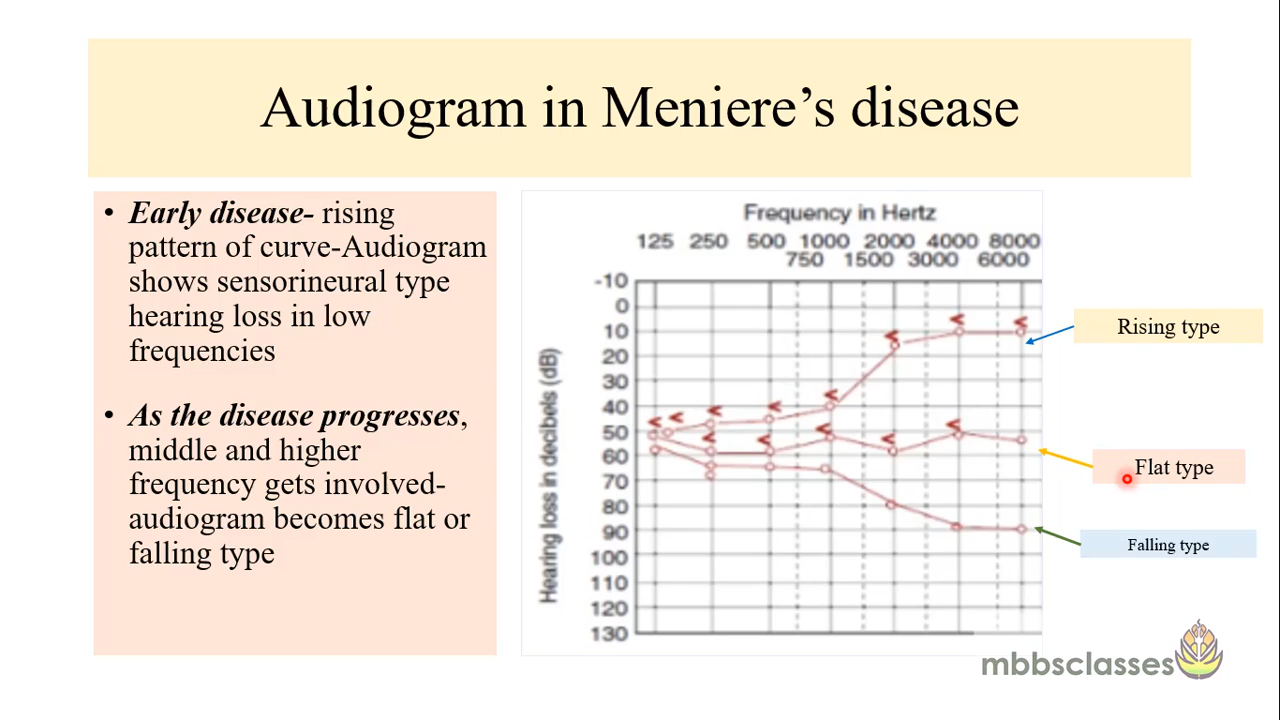 Audiogram in Meniere’s disease
• Early disease- rising
pattern of curve-Audiogram
shows sensorineural type
hearing loss in low
frequencies
• As the disease progresses,
middle and higher
frequency gets involved-
audiogram becomes flat or
falling type
Frequency in Hertz
125 250 500 1000 2000 4000 8000
750 1500 3000 6000
Hearing loss in decibels (dB)
-10
0
10
20
30
40
50
60
70
80
90
100
110
120
130
Rising type
Flat type
Falling type
mbbsclasses